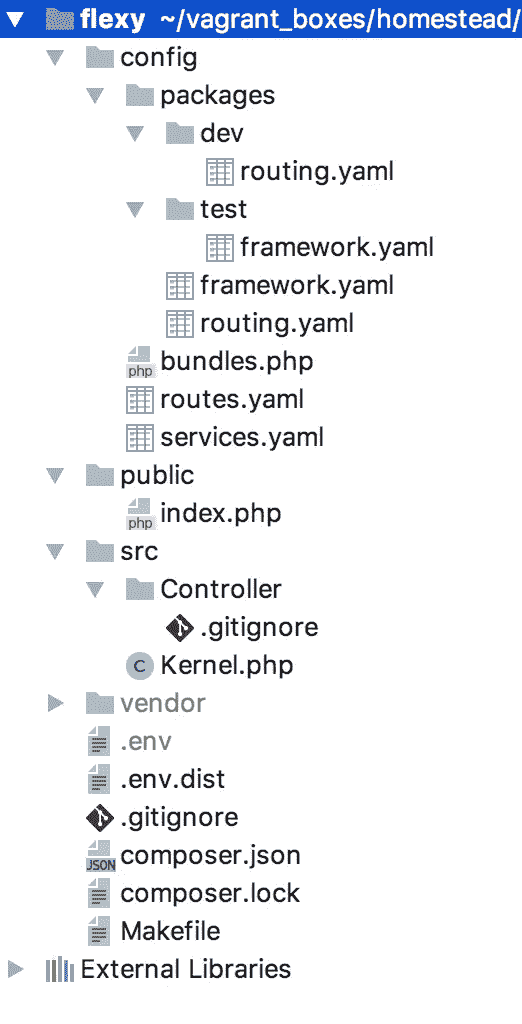 flexy ~/vagrant_boxes/homestead/
config
packages
dev
routing.yaml
test
framework.yaml
framework.yaml
routing.yaml
php bundles.php
routes.yaml
services.yaml
public
php index.php
src
Controller
.gitignore
C Kernel.php
vendor
.env
.env.dist
.gitignore
JSON composer.json
composer.lock
Makefile
External Libraries